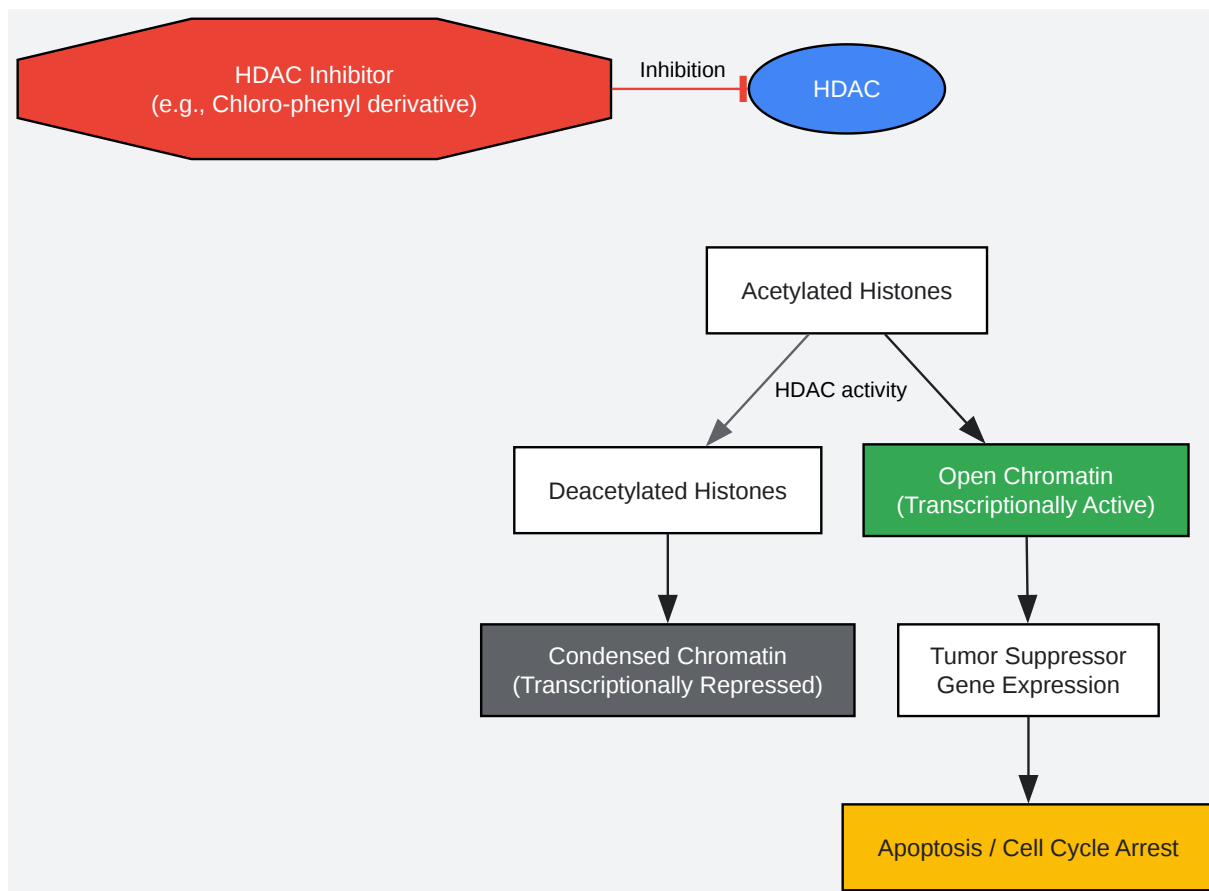 HDAC Inhibitor
(e.g., Chloro-phenyl derivative)
Inhibition
HDAC
Acetylated Histones
HDAC activity
Deacetylated Histones
Open Chromatin
(Transcriptionally Active)
Condensed Chromatin
(Transcriptionally Repressed)
Tumor Suppressor
Gene Expression
Apoptosis / Cell Cycle Arrest